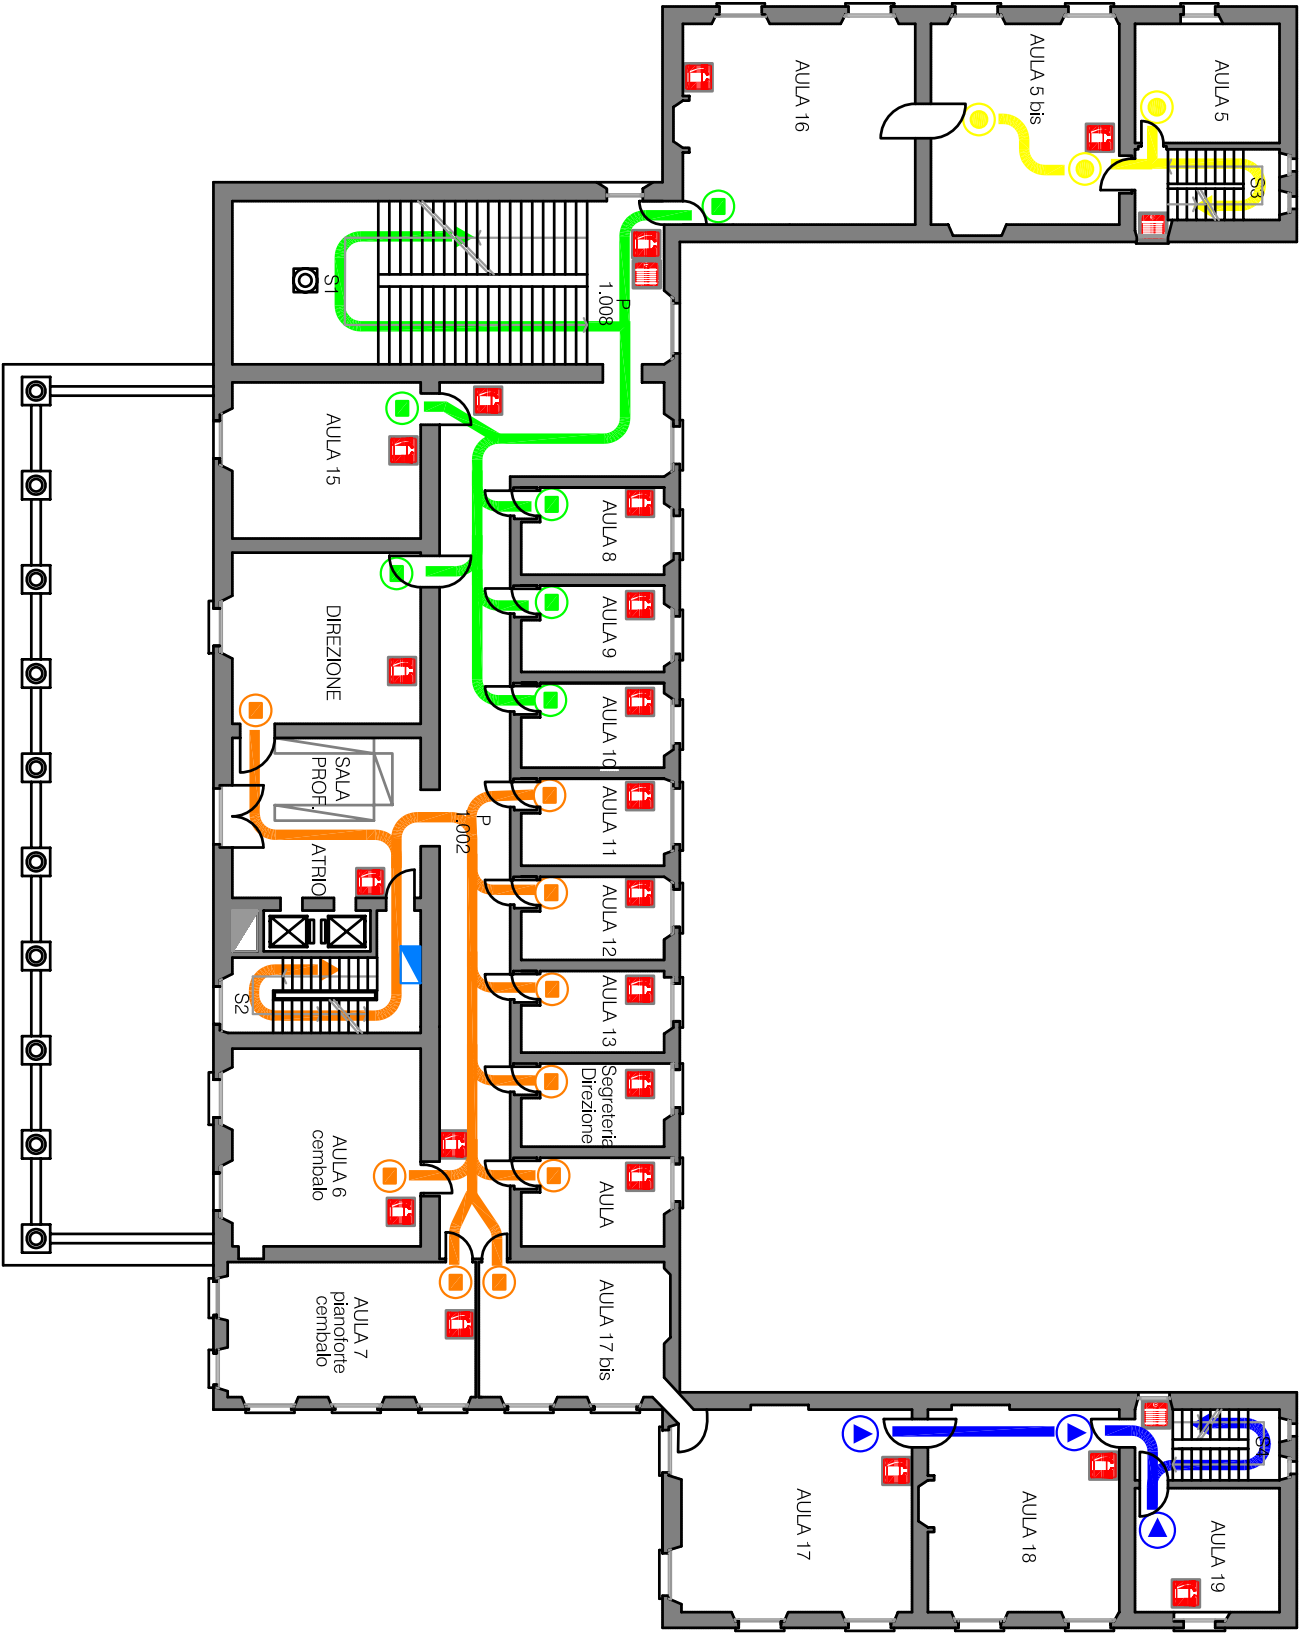 AULA 16
AULA 5 bis
AULA 5
S3
S1
P
1.008
AULA 15
AULA 8
DIREZIONE
AULA 9
AULA 10
SALA
PROF.
AULA 11
P
1.002
ATRIO
AULA 12
S2
AULA 13
Segreteria
Direzione
AULA 6
cembalo
AULA
AULA 7
pianoforte
cembalo
AULA 17 bis
AULA 17
AULA 18
AULA 19